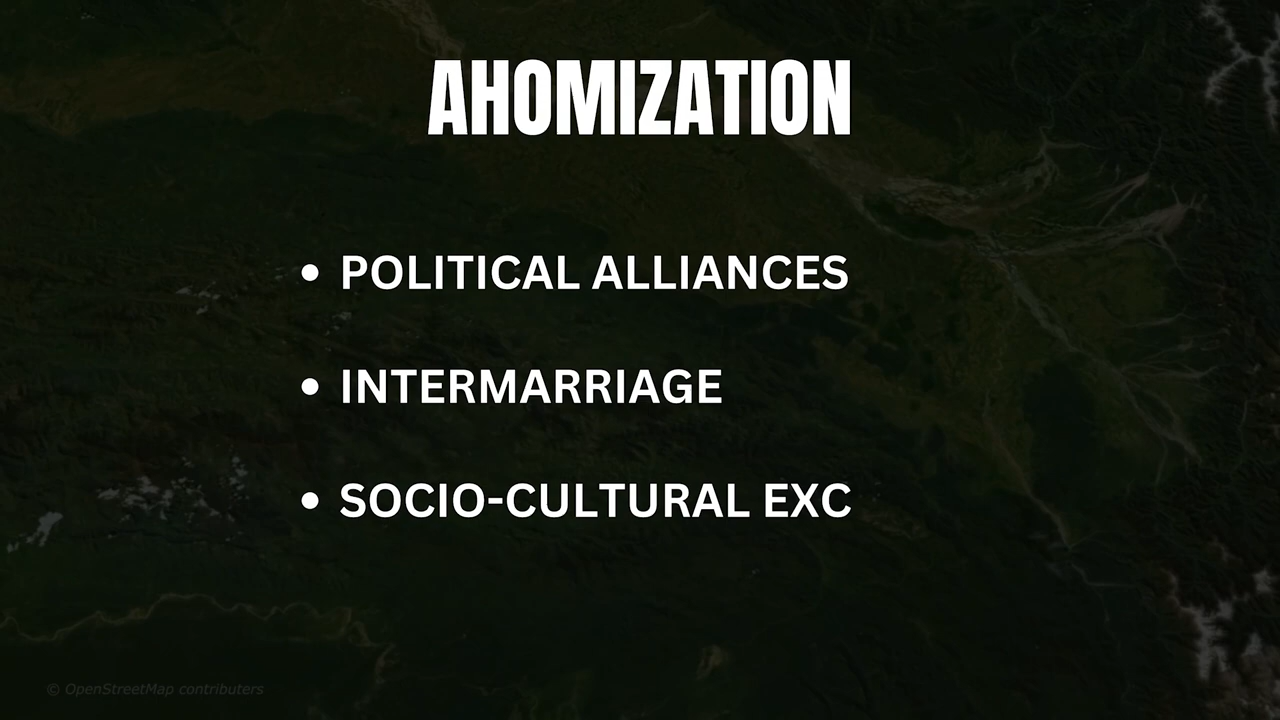 AHOMIZATION
• POLITICAL ALLIANCES
• INTERMARRIAGE
• SOCIO-CULTURAL EXC
© OpenStreetMap contributers